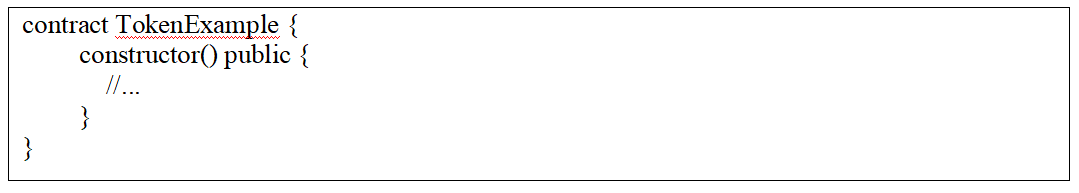 contract TokenExample {
constructor() public {
//...
}
}